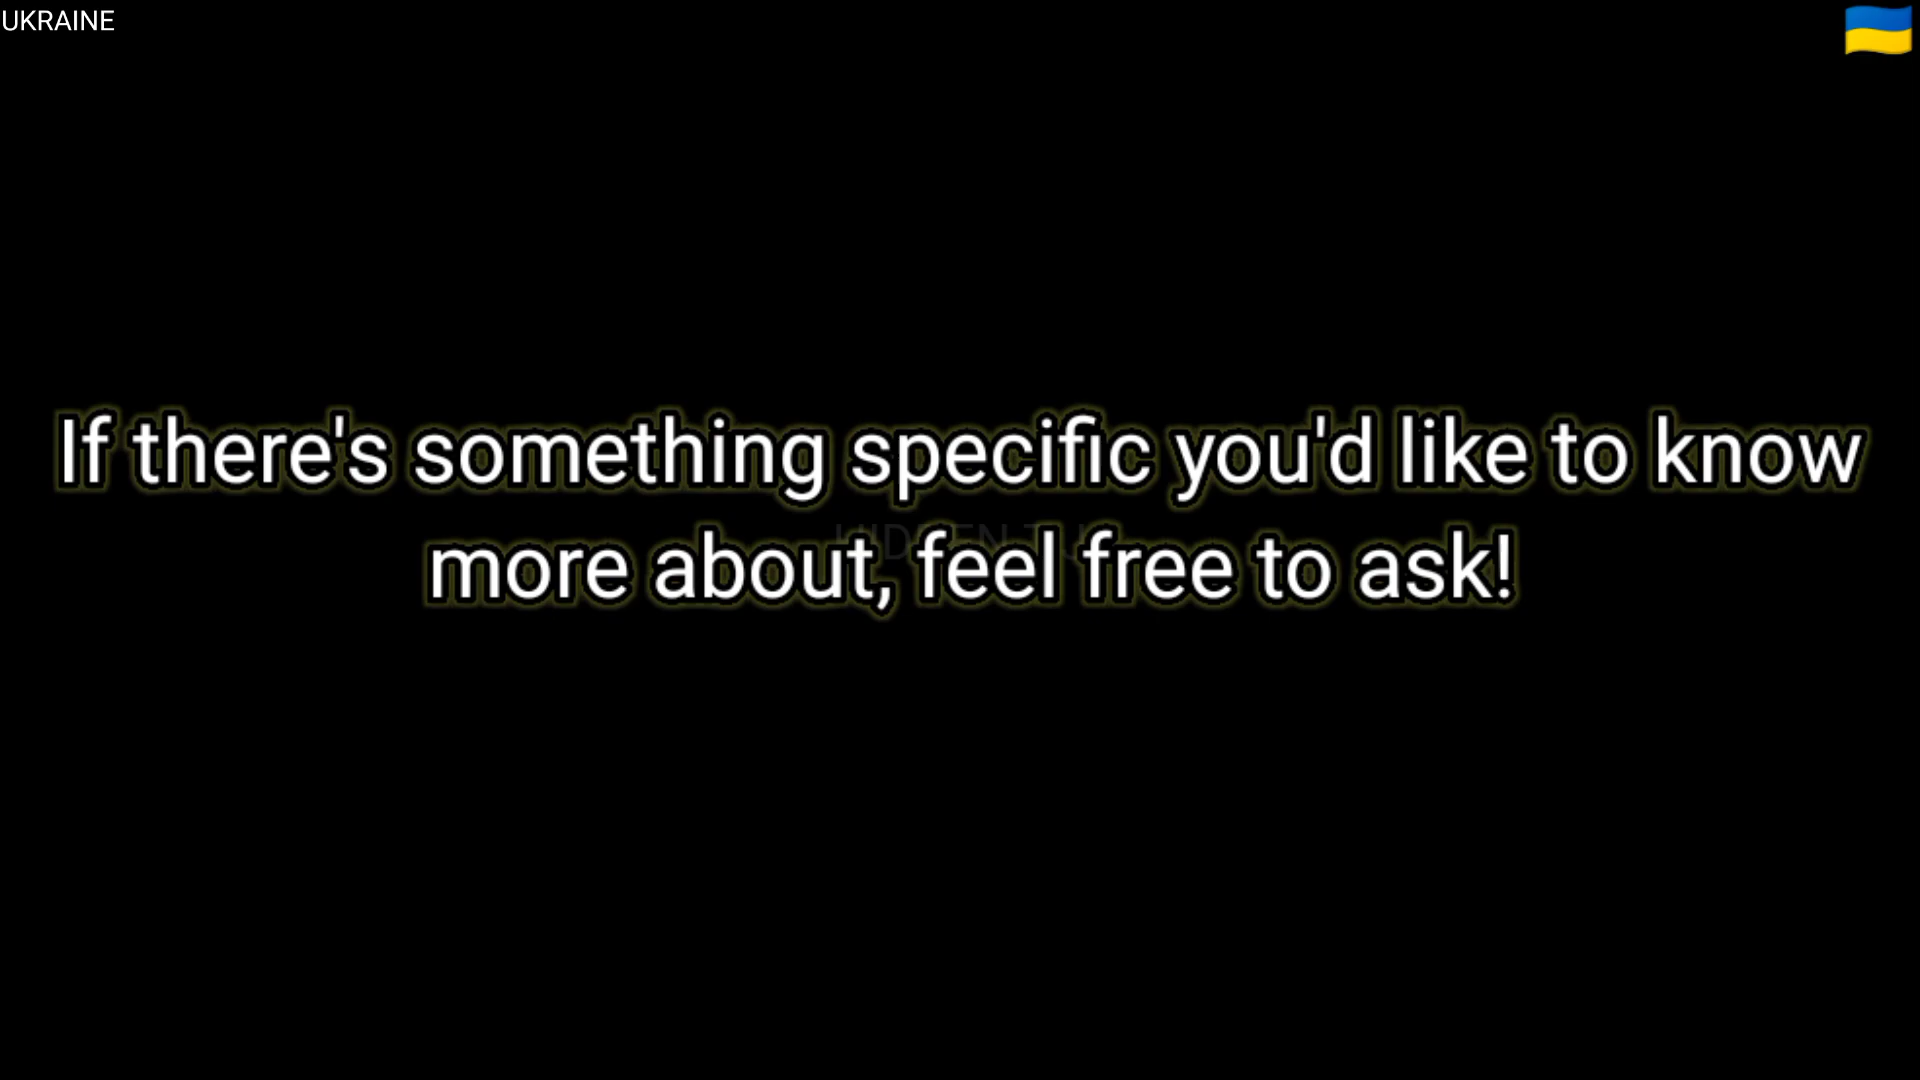 UKRAINE
If there's something specific you'd like to know
more about, feel free to ask!